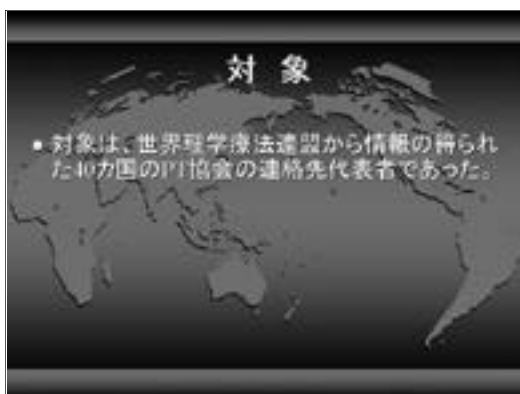 対 象
• 対象は、世界理学療法連盟から情報の得られ
た40カ国のPT協会の連絡先代表者であった。